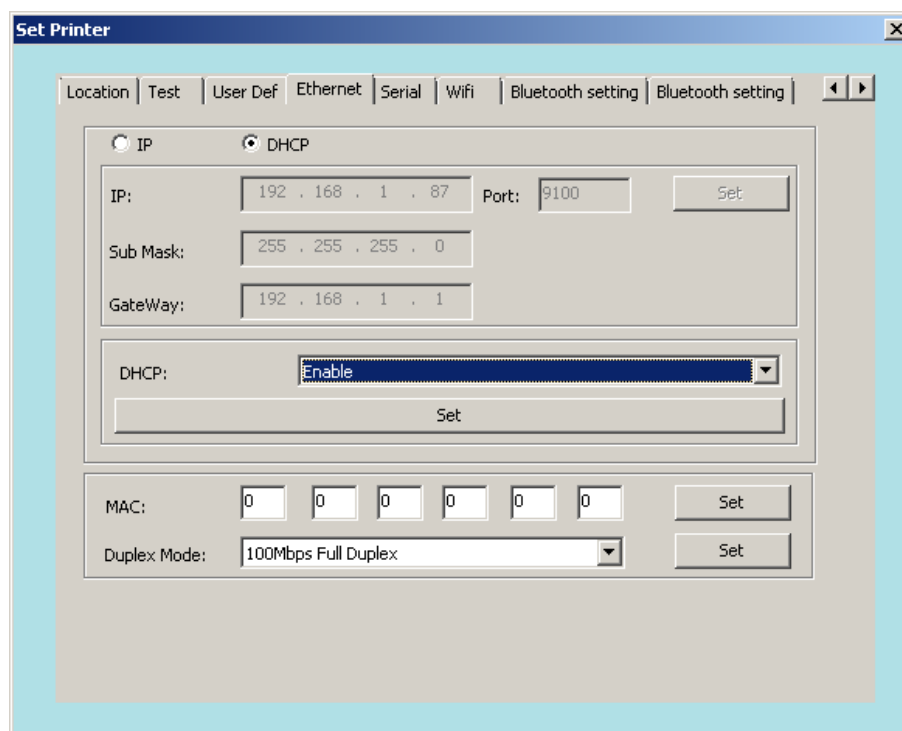 Set Printer
Location Test User Def Ethernet Serial Wifi Bluetooth setting Bluetooth setting
IP DHCP
IP: 192 . 168 . 1 . 87 Port: 9100 Set
Sub Mask: 255 . 255 . 255 . 0
GateWay: 192 . 168 . 1 . 1
DHCP: Enable
Set
MAC: 0 0 0 0 0 0 Set
Duplex Mode: 100Mbps Full Duplex Set